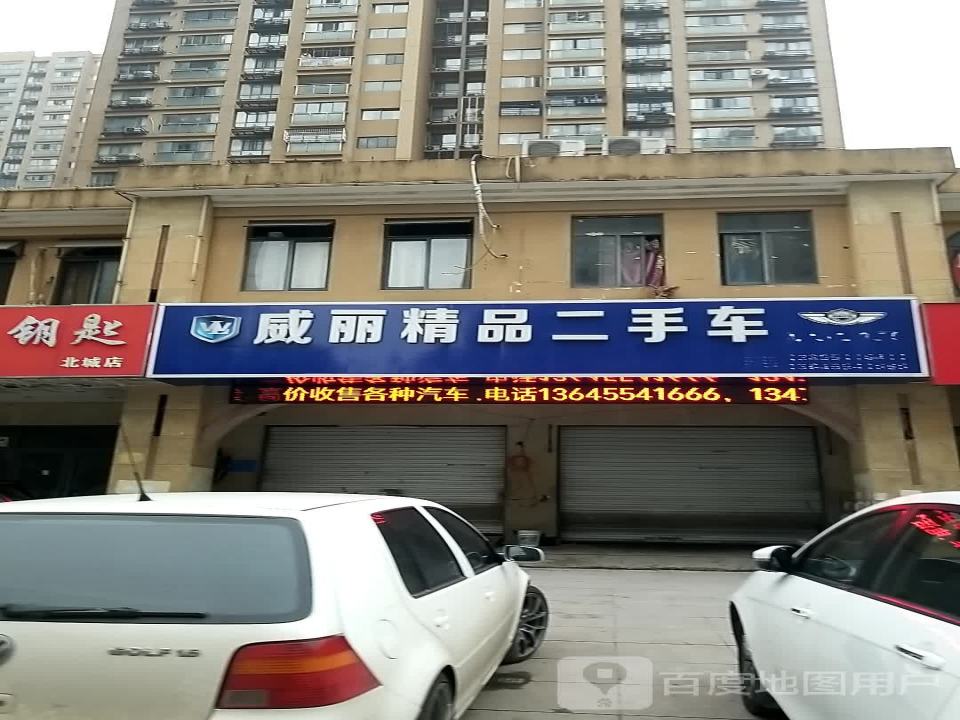 威丽精品二手车
钥匙
北城店
高价收售各种汽车.电话13645541666、134
GOLF 1.6
百度地图用户